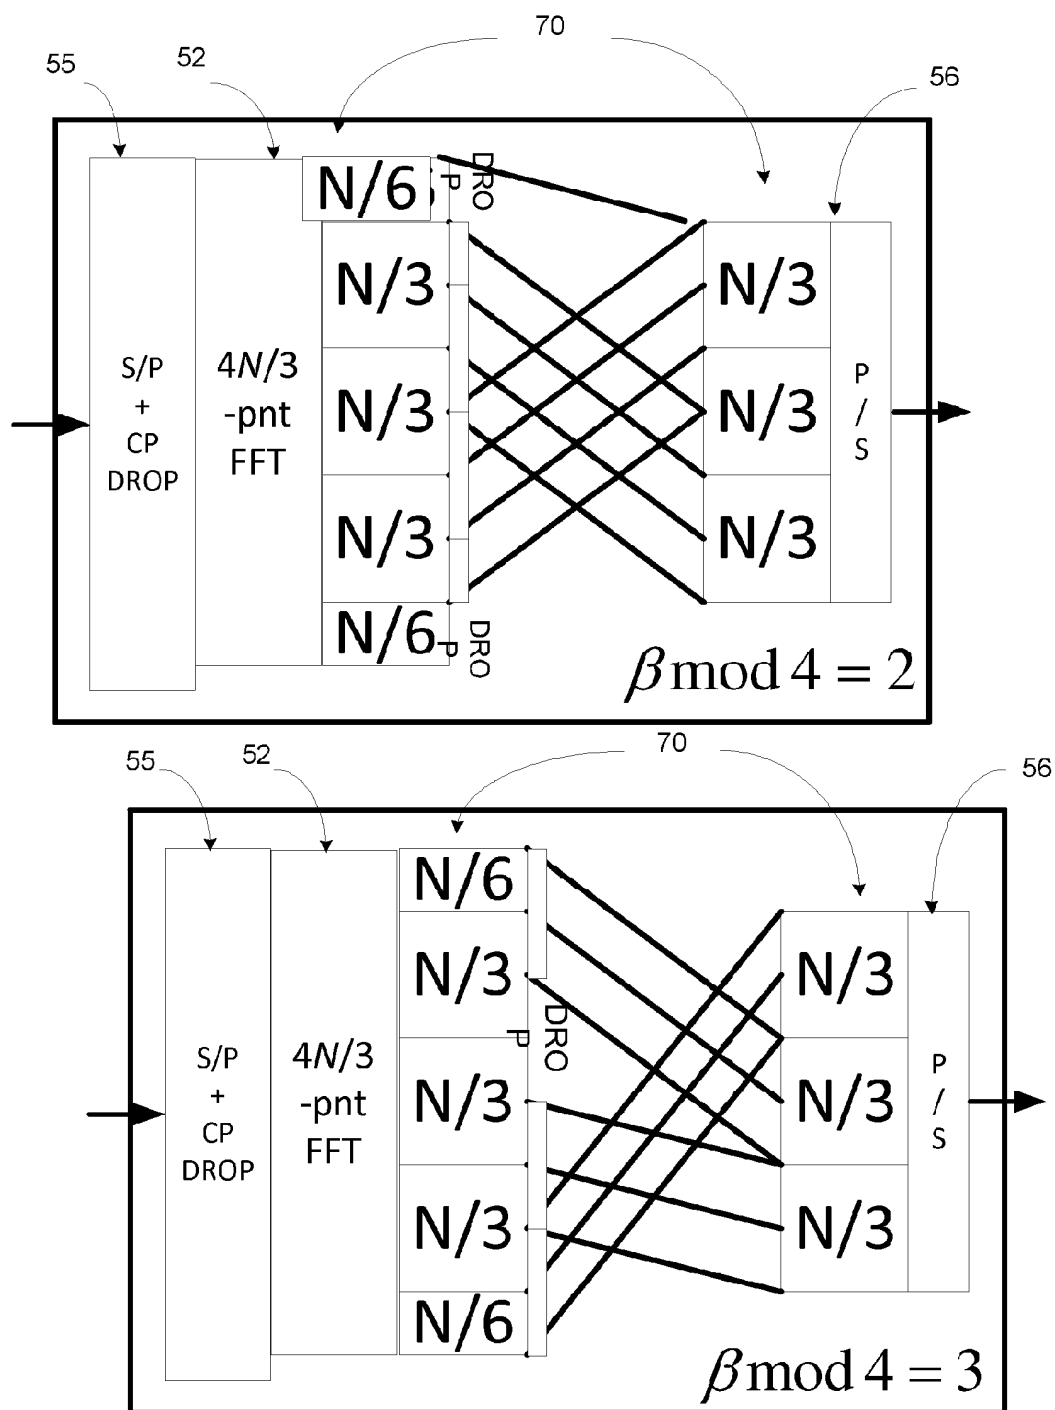 70
55
52
56
N/6
DRO
P
N/3
N/3
N/3
N/6
DRO
P
S/P
+
CP
DROP
4N/3
-pnt
FFT
N/3
N/3
N/3
P
/
S
β mod 4 = 2
70
55
52
56
N/6
N/3
N/3
N/3
N/6
DRO
P
S/P
+
CP
DROP
4N/3
-pnt
FFT
N/3
N/3
N/3
P
/
S
β mod 4 = 3